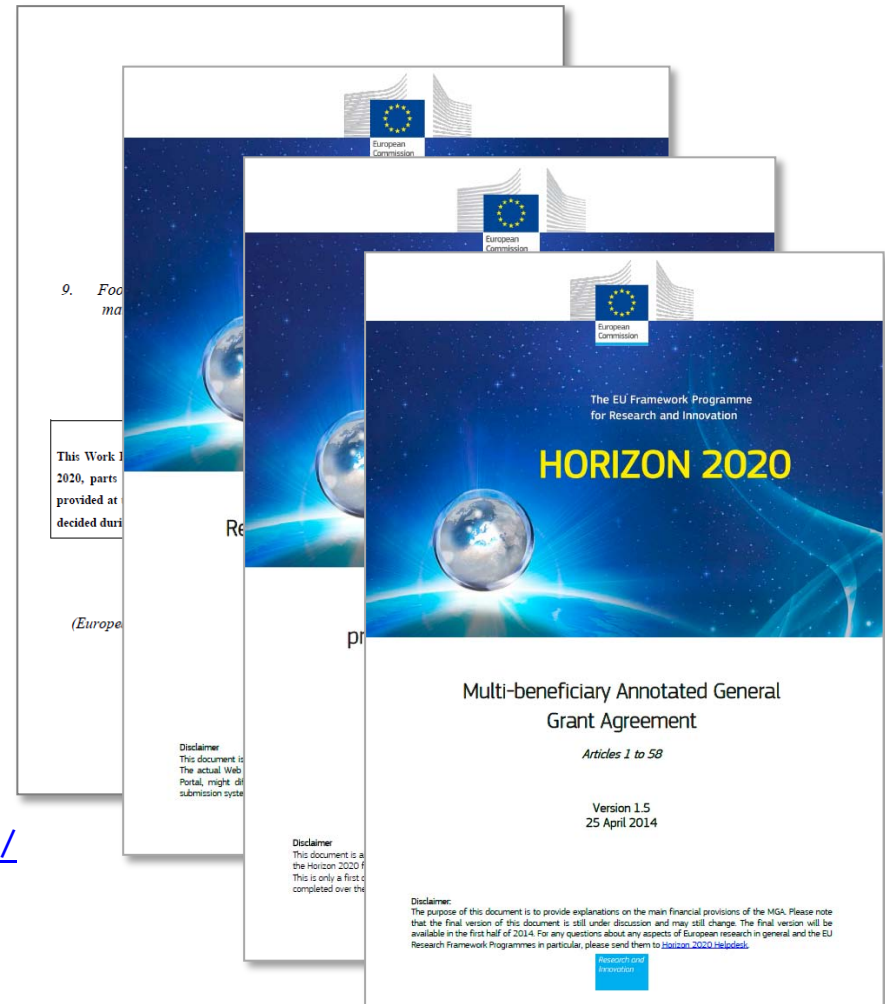 9. Foo
ma
This Work
2020, parts
provided at
decided duri
(Europe
/
European
Commission
Re
Disclaimer
This document is
The actual Web
Portal, might dif
submission syste
European
Commission
pr
Disclaimer
This document is a
the Horizon 2020 f
This is only a first
completed over the
European
Commission
The EU Framework Programme
for Research and Innovation
HORIZON 2020
Multi-beneficiary Annotated General
Grant Agreement
Articles 1 to 58
Version 1.5
25 April 2014
Disclaimer:
The purpose of this document is to provide explanations on the main financial provisions of the MGA. Please note
that the final version of this document is still under discussion and may still change. The final version will be
available in the first half of 2014. For any questions about any aspects of European research in general and the EU
Research Framework Programmes in particular, please send them to Horizon 2020 Helpdesk.
Research and
Innovation